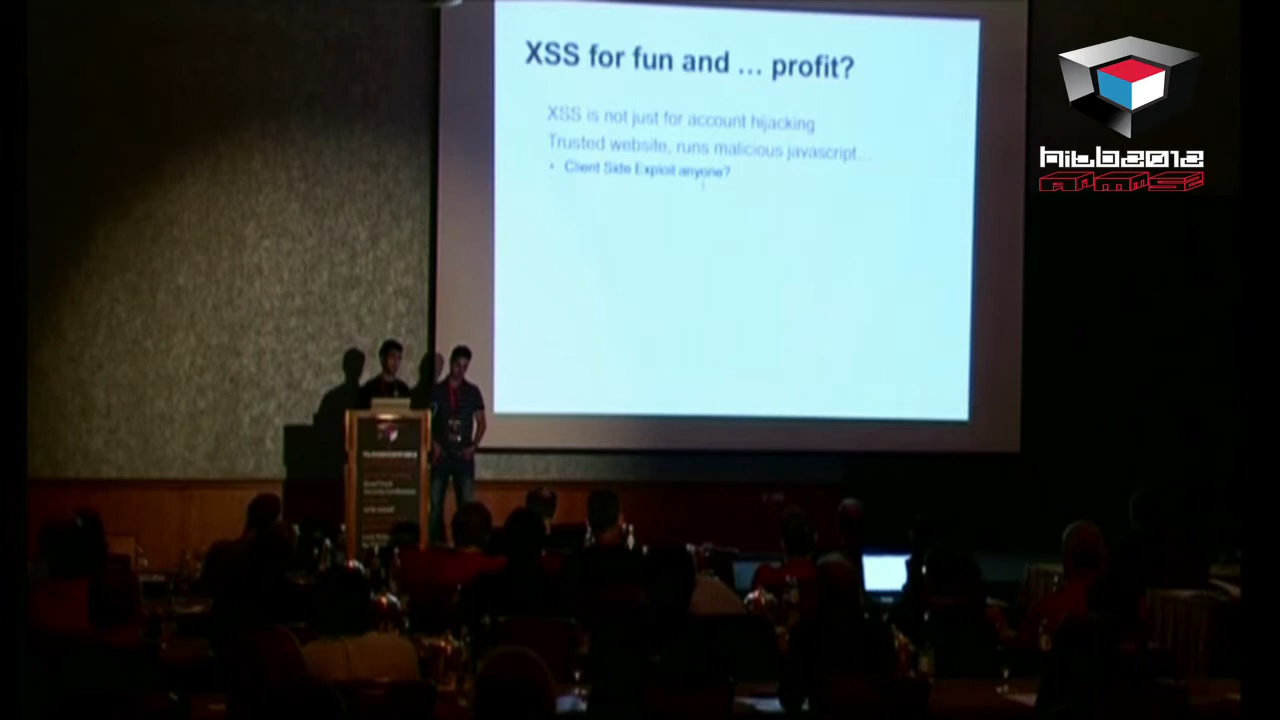 XSS for fun and … profit?
XSS is not just for account hijacking
Trusted website, runs malicious javascript…
• Client Side Exploit anyone?
hitb2012
AMS